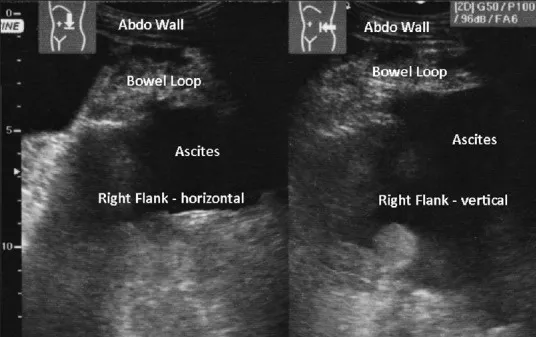 0
INE
Abdo Wall
Bowel Loop
5
Ascites
Right Flank - horizontal
10
[2D] G50/P100
/96dB/FA6
Abdo Wall
Bowel Loop
Ascites
Right Flank - vertical